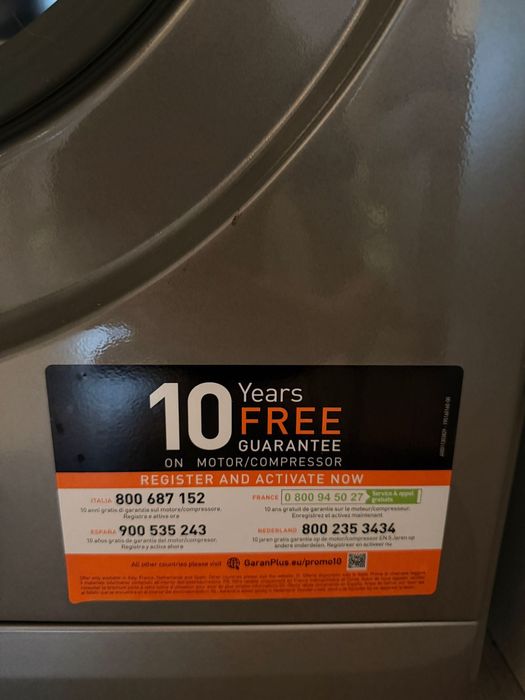 10 Years
FREE
GUARANTEE
ON MOTOR/COMPRESSOR
REGISTER AND ACTIVATE NOW
ITALIA 800 687 152
10 anni gratis di garanzia sul motore/compressore.
Registra e attiva ora
FRANCE 0 800 94 50 27 Service & appel gratuits
10 ans gratuit de garantie sur le moteur/compresseur.
Enregistrez et activez maintenant
ESPAÑA 900 535 243
10 años gratis de garantía del motor/compresor.
Registra y activa ahora
NEDERLAND 800 235 3434
10 jaren gratis garantie op de motor/compressor EN 5 jaren op
andere onderdelen. Registreer en activeer nu
All other countries please visit GaranPlus.eu/promo10